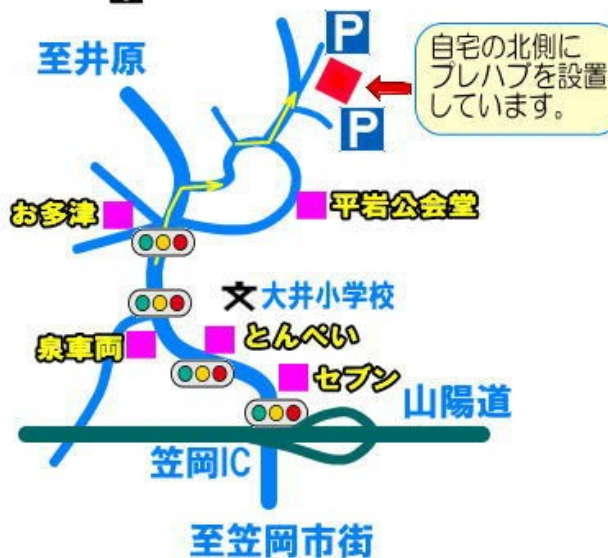 P
至井原
自宅の北側に
プレハブを設置
しています。
P
お多津
平岩公会堂
文大井小学校
泉車両
とんぺい
セブン
山陽道
笠岡IC
至笠岡市街